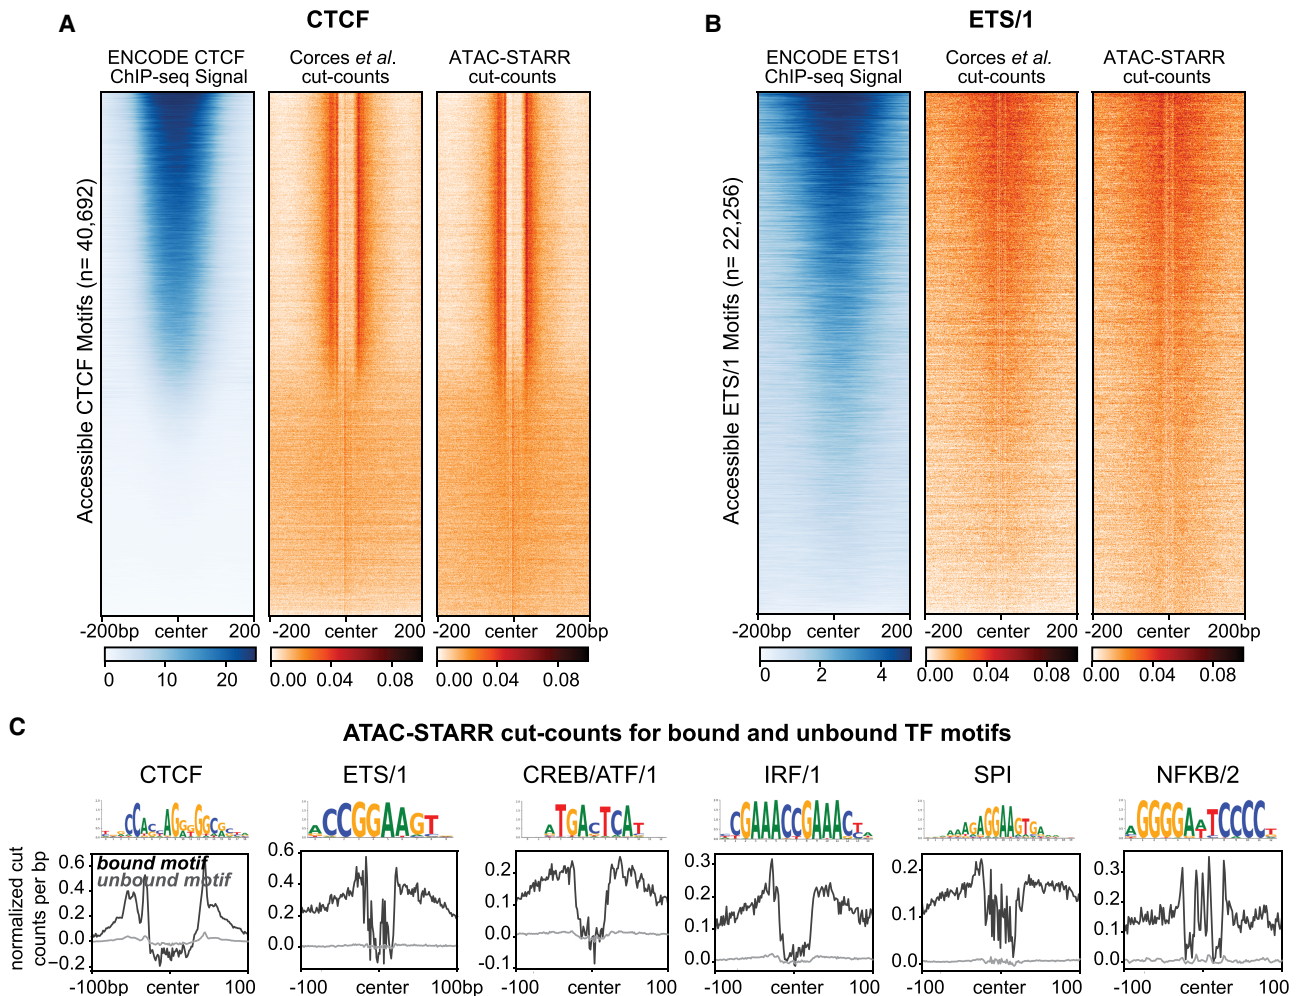 A
CTCF
B
ETS/1
ENCODE CTCF
ChIP-seq Signal
Corces et al.
cut-counts
ATAC-STARR
cut-counts
ENCODE ETS1
ChIP-seq Signal
Corces et al.
cut-counts
ATAC-STARR
cut-counts
Accessible CTCF Motifs (n= 40,692)
Accessible ETS/1 Motifs (n= 22,256)
-200bp center 200
-200 center 200
-200 center 200bp
-200bp center 200
-200 center 200
-200 center 200bp
0 10 20
0.00 0.04 0.08
0.00 0.04 0.08
0 2 4
0.00 0.04 0.08
0.00 0.04 0.08
C
ATAC-STARR cut-counts for bound and unbound TF motifs
CTCF
ETS/1
CREB/ATF/1
IRF/1
SPI
NFKB/2
CCACCAGGGGGCGCTA
ACCGGAAGT
ATGACTCAT
CGAAACCGAAACTA
AAAGAGGAAGTGA
AGGGGAATCCCCT
normalized cut
counts per bp
bound motif
unbound motif
0.6
0.4
0.2
0.0
−0.2
-100bp center 100
0.6
0.4
0.2
0.0
-100 center 100
0.2
0.1
0.0
-0.1
-100 center 100
0.3
0.2
0.1
0.0
-100 center 100
0.2
0.1
0.0
-100 center 100
0.3
0.2
0.1
0.0
-100 center 100